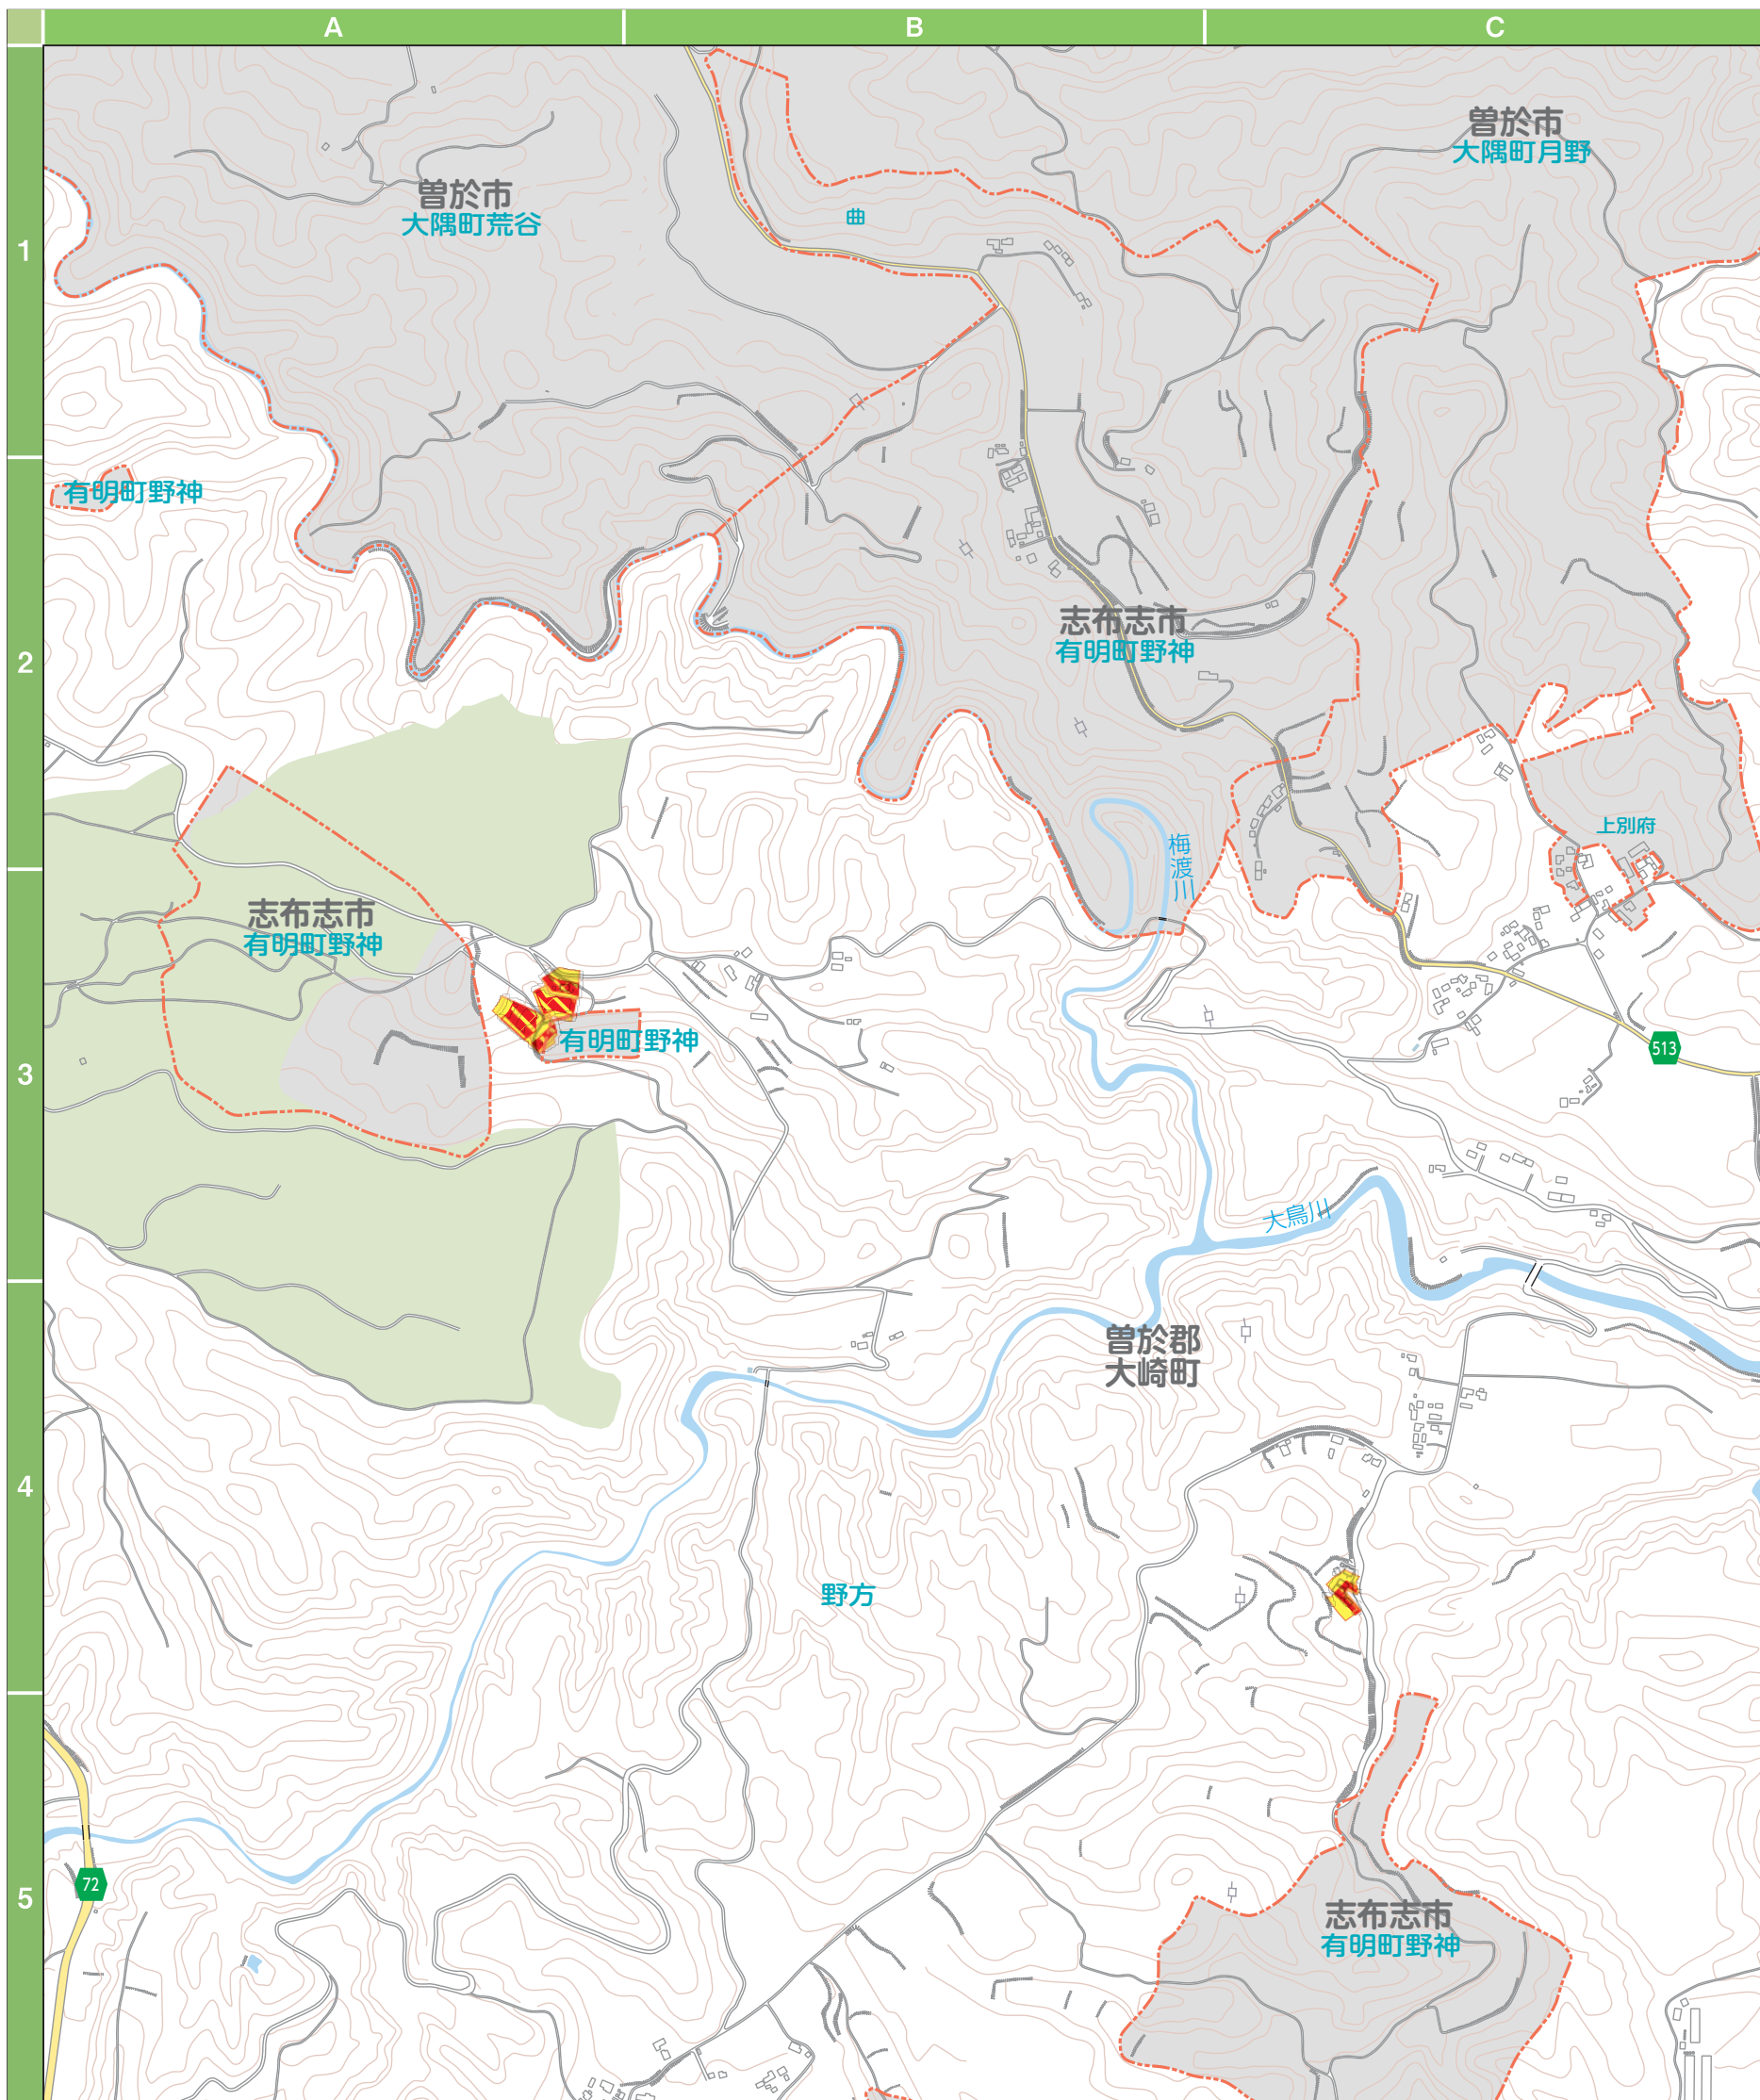 A
B
C
1
2
3
4
5
曽於市
大隅町月野
曽於市
大隅町荒谷
曲
有明町野神
志布志市
有明町野神
上別府
梅渡川
志布志市
有明町野神
有明町野神
513
大鳥川
曽於郡
大崎町
野方
72
志布志市
有明町野神